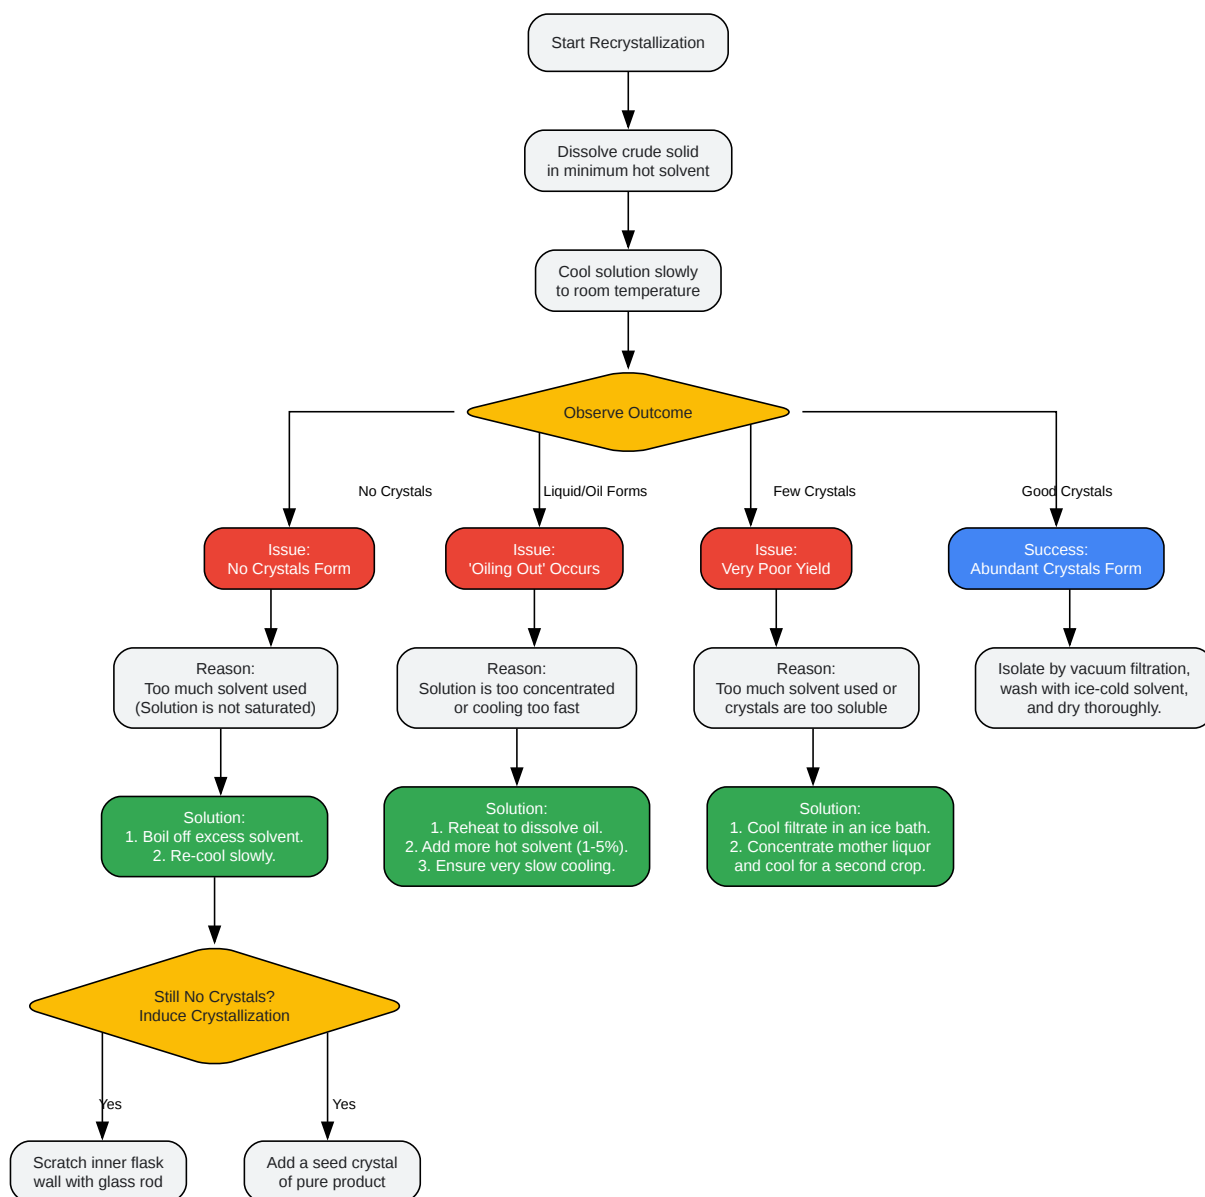 Start Recrystallization
Dissolve crude solid
in minimum hot solvent
Cool solution slowly
to room temperature
Observe Outcome
No Crystals
Liquid/Oil Forms
Few Crystals
Good Crystals
Issue:
No Crystals Form
Issue:
'Oiling Out' Occurs
Issue:
Very Poor Yield
Success:
Abundant Crystals Form
Reason:
Too much solvent used
(Solution is not saturated)
Reason:
Solution is too concentrated
or cooling too fast
Reason:
Too much solvent used or
crystals are too soluble
Isolate by vacuum filtration,
wash with ice-cold solvent,
and dry thoroughly.
Solution:
1. Boil off excess solvent.
2. Re-cool slowly.
Solution:
1. Reheat to dissolve oil.
2. Add more hot solvent (1-5%).
3. Ensure very slow cooling.
Solution:
1. Cool filtrate in an ice bath.
2. Concentrate mother liquor
and cool for a second crop.
Still No Crystals?
Induce Crystallization
Yes
Yes
Scratch inner flask
wall with glass rod
Add a seed crystal
of pure product